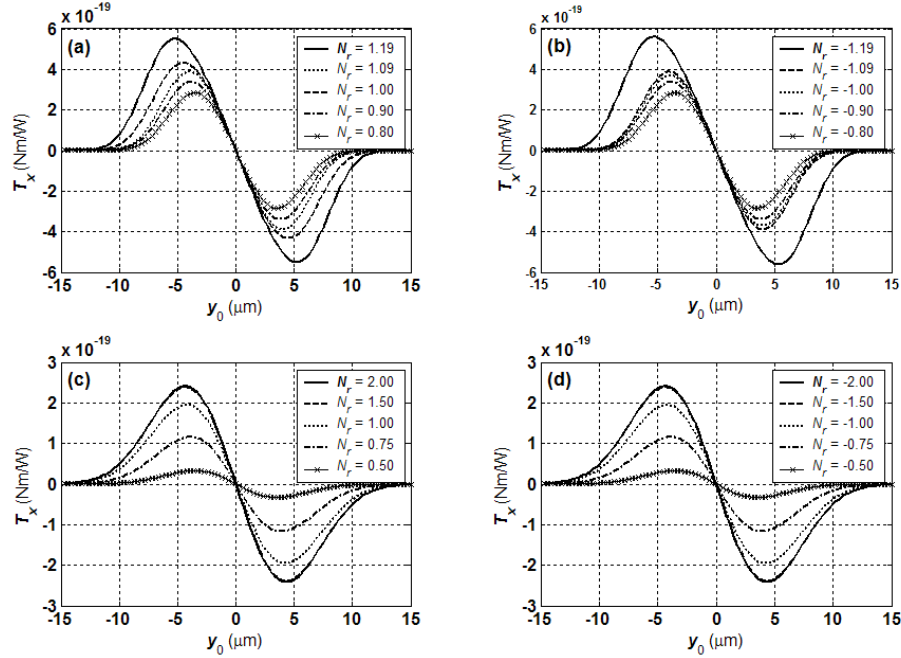 x 10⁻¹⁹
(a)
N_r = 1.19
N_r = 1.09
N_r = 1.00
N_r = 0.90
N_r = 0.80
6
4
2
0
-2
-4
-6
T_x (Nm/W)
-15 -10 -5 0 5 10 15
y_0 (μm)
x 10⁻¹⁹
(b)
N_r = -1.19
N_r = -1.09
N_r = -1.00
N_r = -0.90
N_r = -0.80
6
4
2
0
-2
-4
-6
T_x (Nm/W)
-15 -10 -5 0 5 10 15
y_0 (μm)
x 10⁻¹⁹
(c)
N_r = 2.00
N_r = 1.50
N_r = 1.00
N_r = 0.75
N_r = 0.50
3
2
1
0
-1
-2
-3
T_x (Nm/W)
-15 -10 -5 0 5 10 15
y_0 (μm)
x 10⁻¹⁹
(d)
N_r = -2.00
N_r = -1.50
N_r = -1.00
N_r = -0.75
N_r = -0.50
3
2
1
0
-1
-2
-3
T_x (Nm/W)
-15 -10 -5 0 5 10 15
y_0 (μm)